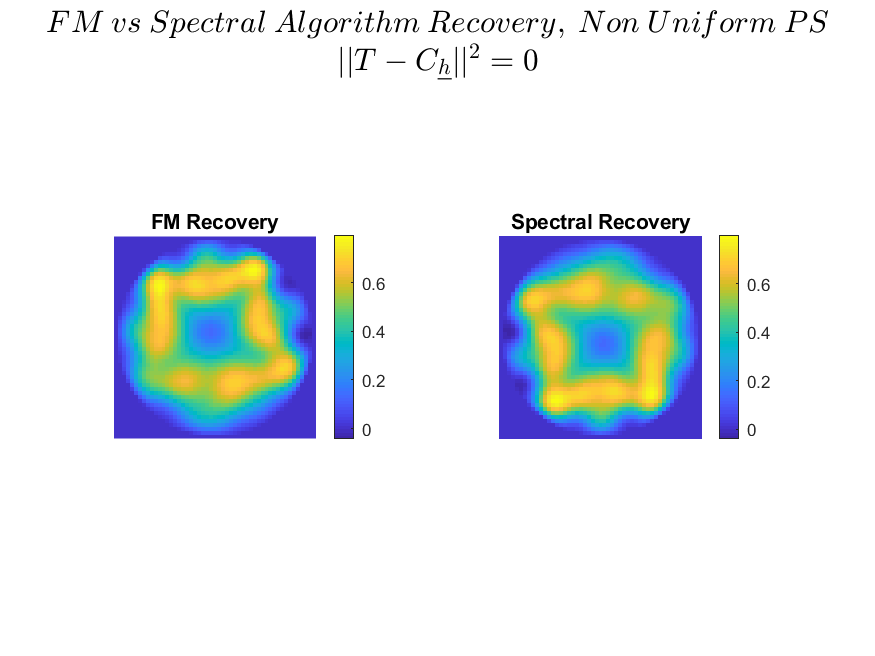 FM vs Spectral Algorithm Recovery, Non Uniform PS
||T − C_h||² = 0
FM Recovery
0.6
0.4
0.2
0
Spectral Recovery
0.6
0.4
0.2
0